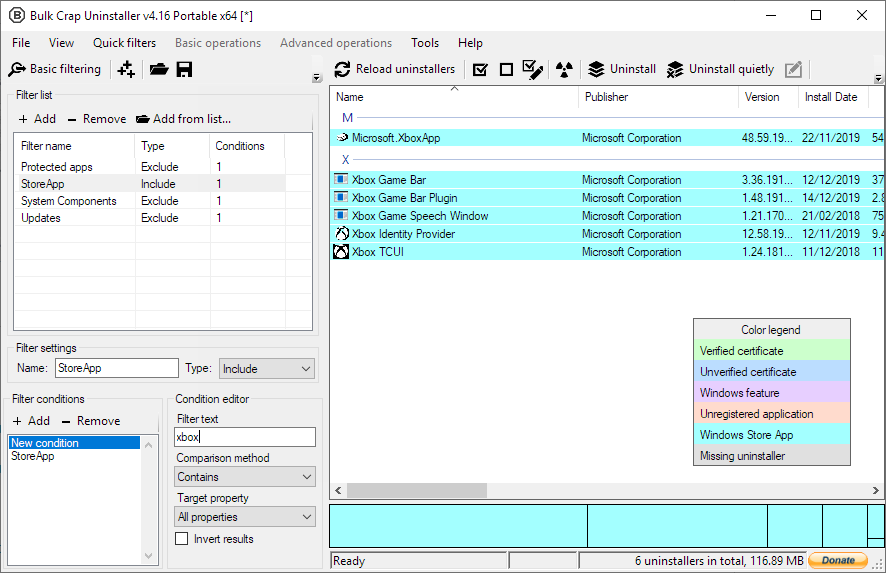 Bulk Crap Uninstaller v4.16 Portable x64 [*]
File View Quick filters Basic operations Advanced operations Tools Help
Basic filtering
Reload uninstallers Uninstall Uninstall quietly
Filter list
+ Add − Remove Add from list...
Filter name Type Conditions
Protected apps Exclude 1
StoreApp Include 1
System Components Exclude 1
Updates Exclude 1
Filter settings
Name: StoreApp Type: Include
Filter conditions
+ Add − Remove
New condition
StoreApp
Condition editor
Filter text
xbox
Comparison method
Contains
Target property
All properties
Invert results
Name Publisher Version Install Date
M
Microsoft.XboxApp Microsoft Corporation 48.59.19... 22/11/2019 54
X
Xbox Game Bar Microsoft Corporation 3.36.191... 12/12/2019 37
Xbox Game Bar Plugin Microsoft Corporation 1.48.191... 14/12/2019 2.8
Xbox Game Speech Window Microsoft Corporation 1.21.170... 21/02/2018 75
Xbox Identity Provider Microsoft Corporation 12.58.19... 12/11/2019 9.4
Xbox TCUI Microsoft Corporation 1.24.181... 11/12/2018 11
Color legend
Verified certificate
Unverified certificate
Windows feature
Unregistered application
Windows Store App
Missing uninstaller
Ready 6 uninstallers in total, 116.89 MB Donate